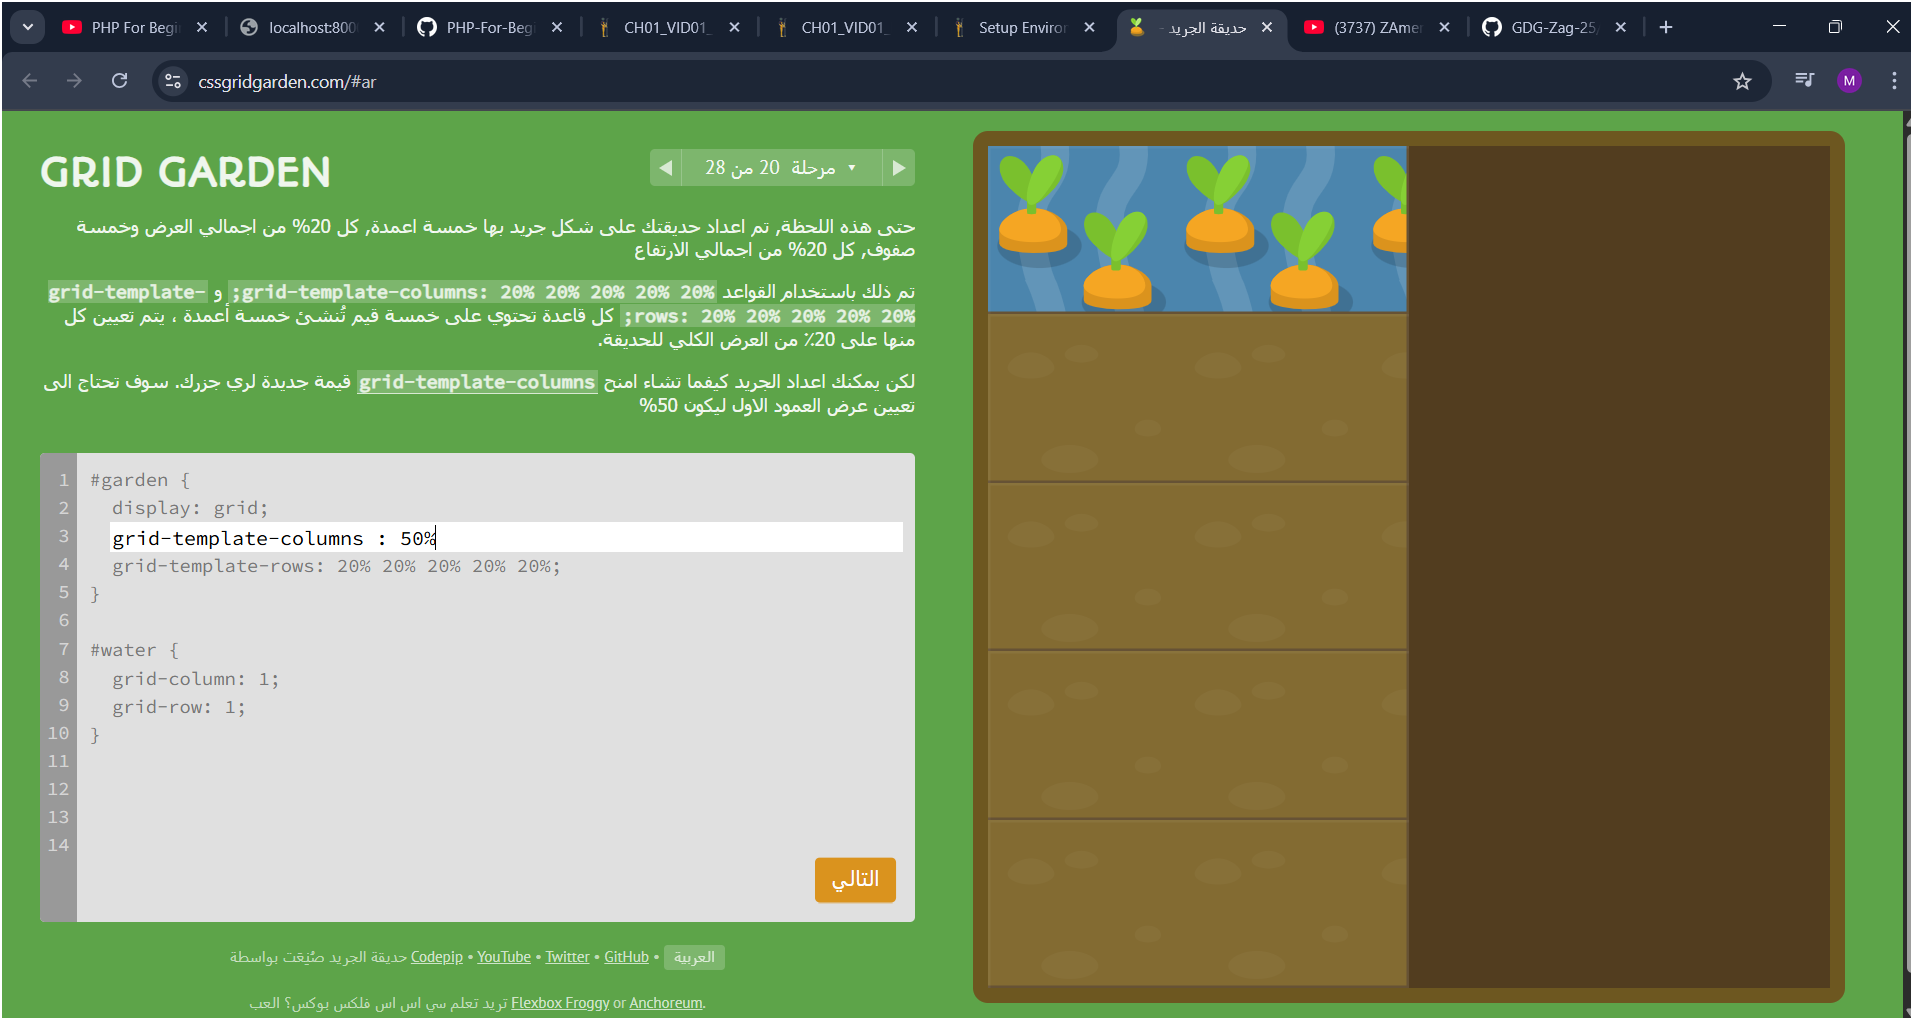 PHP For Begi
localhost:800
PHP-For-Beg
CH01_VID01_
CH01_VID01_
Setup Enviror
حديقة الجريد -
(3737) ZAmer
GDG-Zag-25
cssgridgarden.com/#ar
M
GRID GARDEN
مرحلة 20 من 28
حتى هذه اللحظة, تم اعداد حديقتك على شكل جريد بها خمسة اعمدة, كل 20% من اجمالي العرض وخمسة
صفوف, كل 20% من اجمالي الارتفاع
تم ذلك باستخدام القواعد grid-template-columns: 20% 20% 20% 20% 20%; و grid-template-
rows: 20% 20% 20% 20% 20%; كل قاعدة تحتوي على خمسة قيم تُنشئ خمسة أعمدة ، يتم تعيين كل
منها على 20٪ من العرض الكلي للحديقة.
لكن يمكنك اعداد الجريد كيفما تشاء امنح grid-template-columns قيمة جديدة لري جزرك. سوف تحتاج الى
تعيين عرض العمود الاول ليكون 50%
1 #garden {
2 display: grid;
3 grid-template-columns : 50%
4 grid-template-rows: 20% 20% 20% 20% 20%;
5 }
6
7 #water {
8 grid-column: 1;
9 grid-row: 1;
10 }
11
12
13
14
التالي
حديقة الجريد صُنِعَت بواسطة Codepip • YouTube • Twitter • GitHub • العربية
تريد تعلم سي اس اس فلكس بوكس؟ العب Flexbox Froggy or Anchoreum.